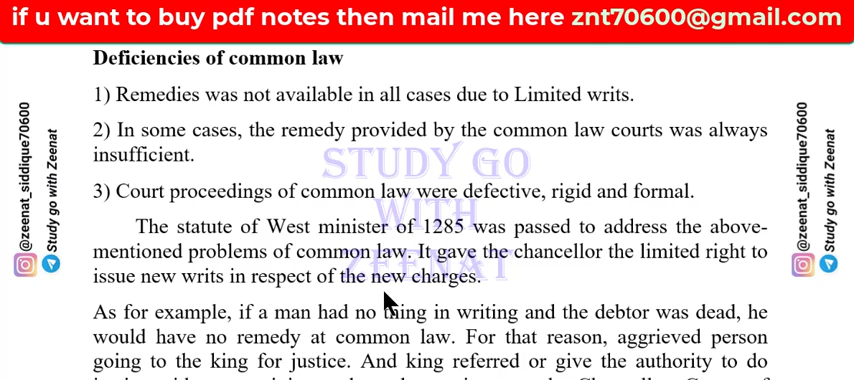 if u want to buy pdf notes then mail me here znt70600@gmail.com
Deficiencies of common law
1) Remedies was not available in all cases due to Limited writs.
2) In some cases, the remedy provided by the common law courts was always
insufficient.
3) Court proceedings of common law were defective, rigid and formal.
The statute of West minister of 1285 was passed to address the above-
mentioned problems of common law. It gave the chancellor the limited right to
issue new writs in respect of the new charges.
As for example, if a man had no thing in writing and the debtor was dead, he
would have no remedy at common law. For that reason, aggrieved person
going to the king for justice. And king referred or give the authority to do
STUDY GO
WITH
ZEENAT
@zeenat_siddique70600
Study go with Zeenat
@zeenat_siddique70600
Study go with Zeenat